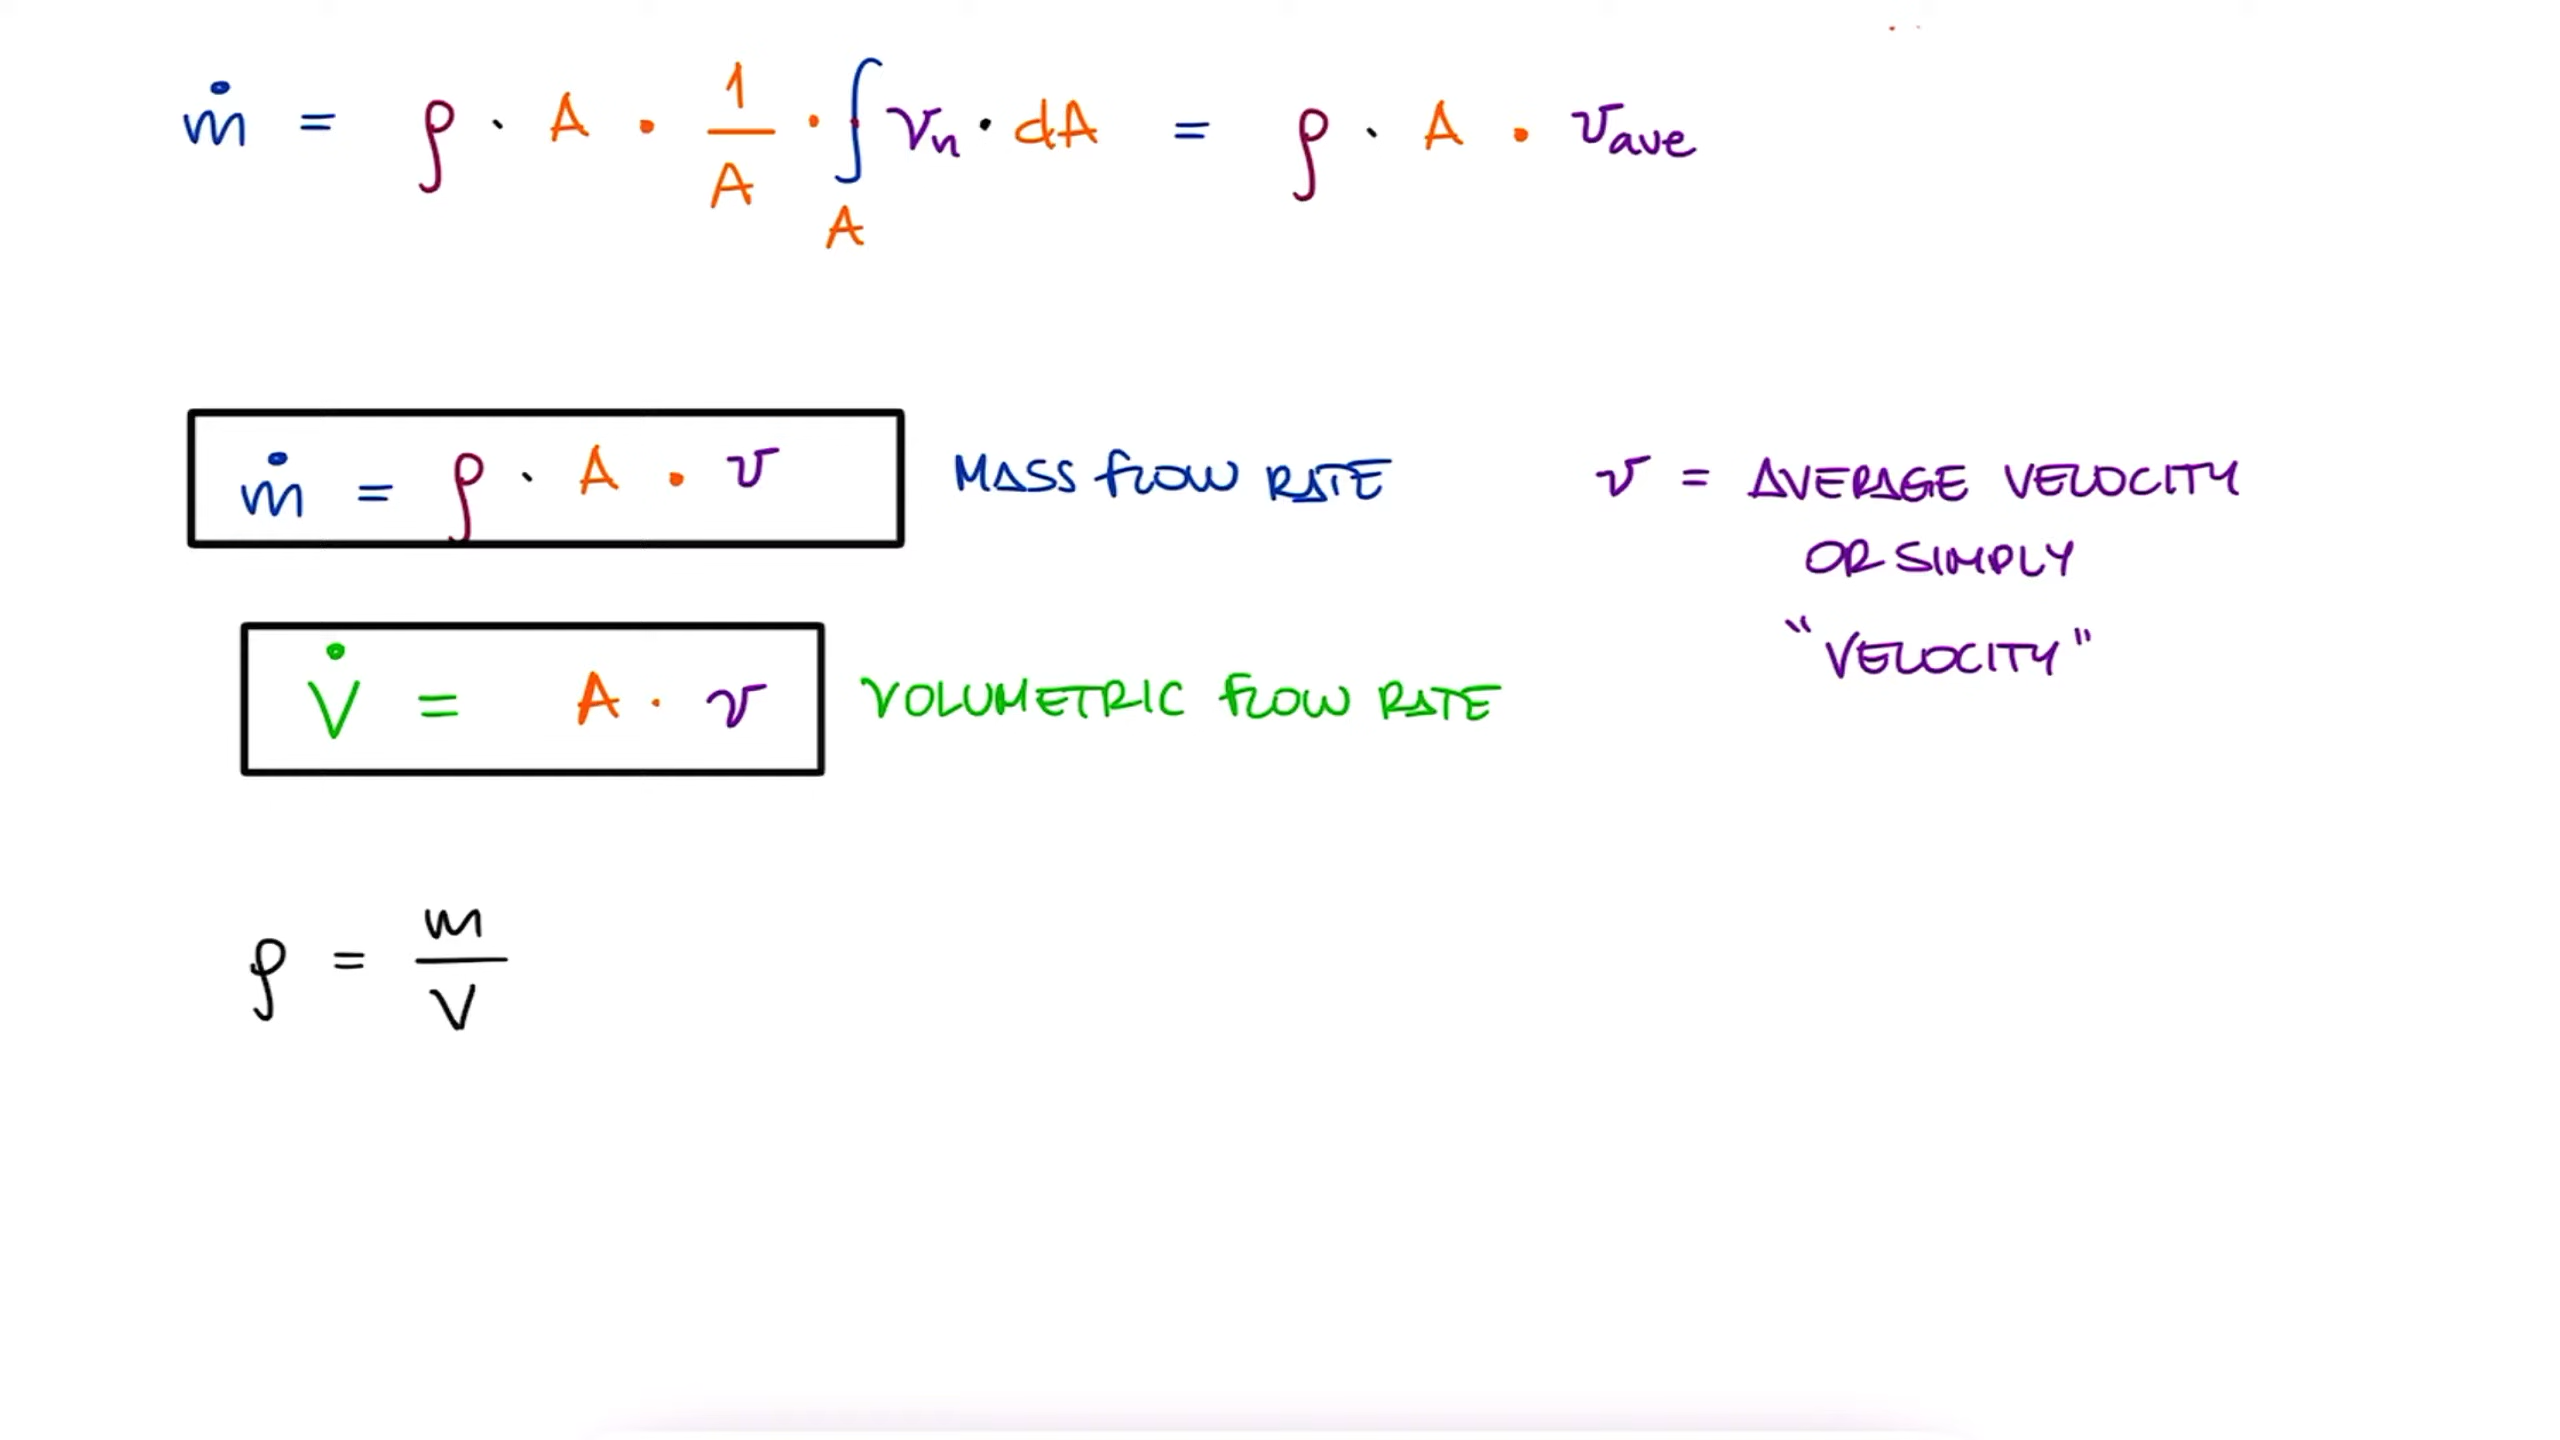 ṁ = ρ · A · 1/A · ∫_A v_n · dA = ρ · A · v_ave
ṁ = ρ · A · v MASS FLOW RATE v = AVERAGE VELOCITY
OR SIMPLY
"VELOCITY"
V̇ = A · v VOLUMETRIC FLOW RATE
ρ = m/V